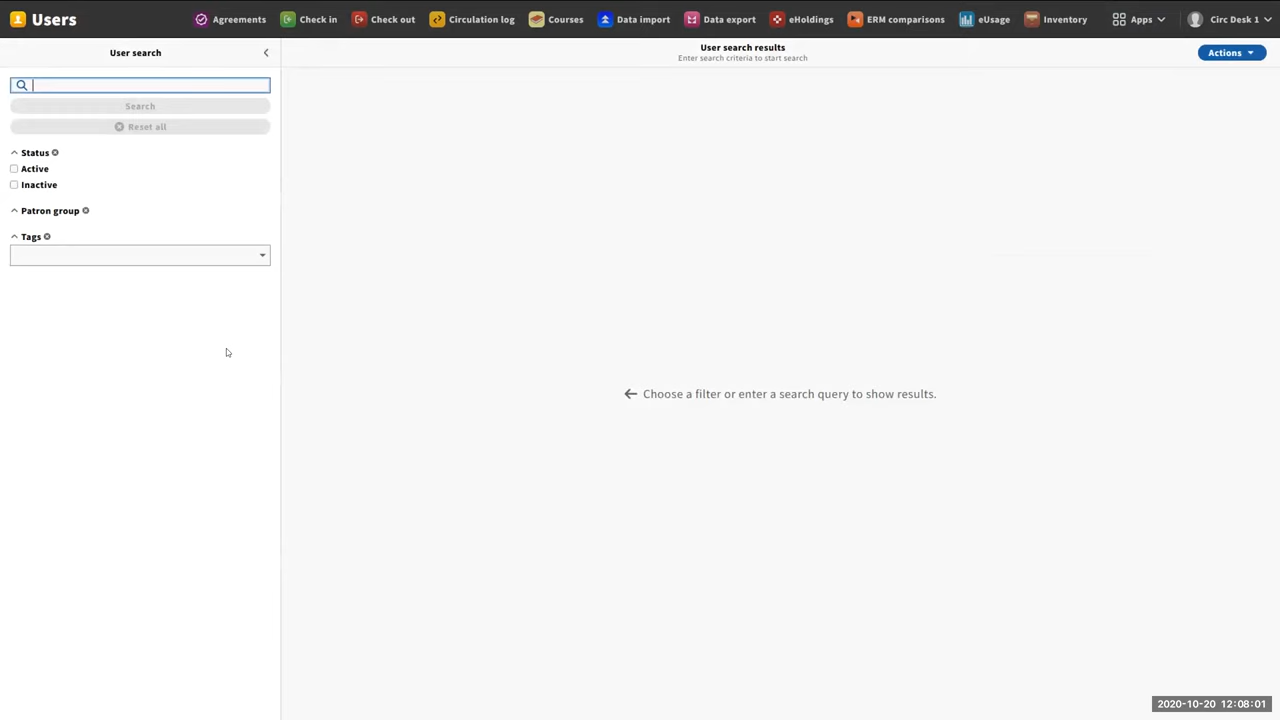 Users
Agreements
Check in
Check out
Circulation log
Courses
Data import
Data export
eHoldings
ERM comparisons
eUsage
Inventory
Apps
Circ Desk 1
User search
User search results
Enter search criteria to start search
Actions
Search
Reset all
Status
Active
Inactive
Patron group
Tags
Choose a filter or enter a search query to show results.
2020-10-20 12:08:01